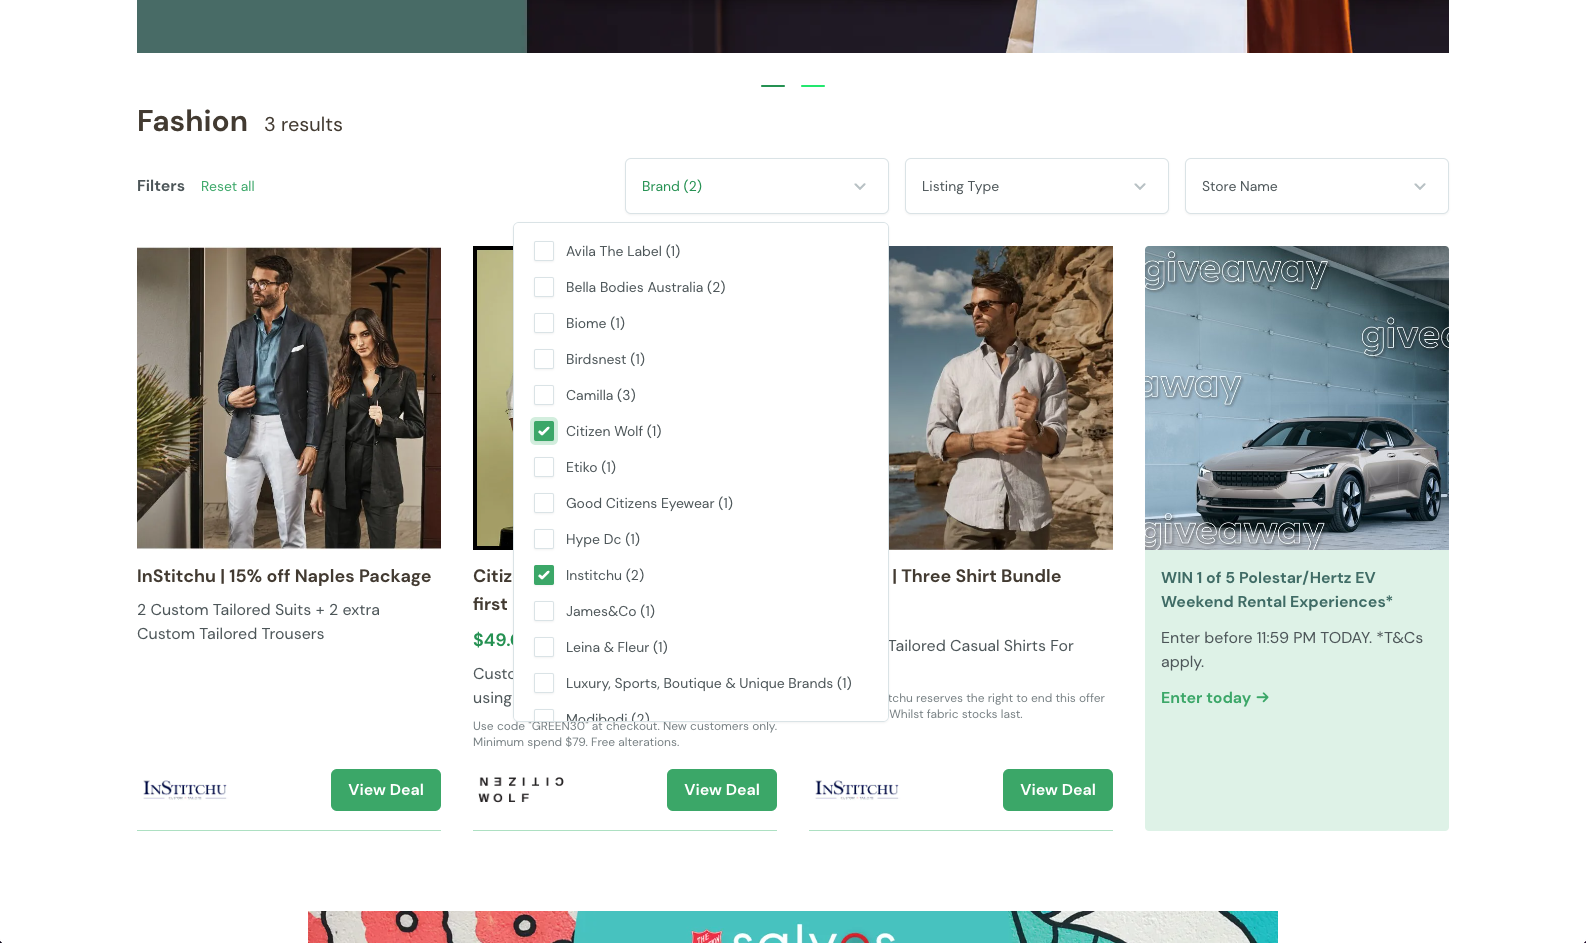 Fashion 3 results
Filters Reset all
Brand (2)
Listing Type
Store Name
Avila The Label (1)
Bella Bodies Australia (2)
Biome (1)
Birdsnest (1)
Camilla (3)
Citizen Wolf (1)
Etiko (1)
Good Citizens Eyewear (1)
Hype Dc (1)
Institchu (2)
James&Co (1)
Leina & Fleur (1)
Luxury, Sports, Boutique & Unique Brands (1)
Modibodi (2)
InStitchu | 15% off Naples Package
2 Custom Tailored Suits + 2 extra
Custom Tailored Trousers
INSTITCHU
View Deal
Citiz
first
$49.
Custo
using
Use code "GREEN30" at checkout. New customers only.
Minimum spend $79. Free alterations.
CITIZEN
WOLF
View Deal
| Three Shirt Bundle
Tailored Casual Shirts For
tchu reserves the right to end this offer
Whilst fabric stocks last.
INSTITCHU
View Deal
giveaway
givea
away
giveaway
WIN 1 of 5 Polestar/Hertz EV
Weekend Rental Experiences*
Enter before 11:59 PM TODAY. *T&Cs
apply.
Enter today →
THE
salvos